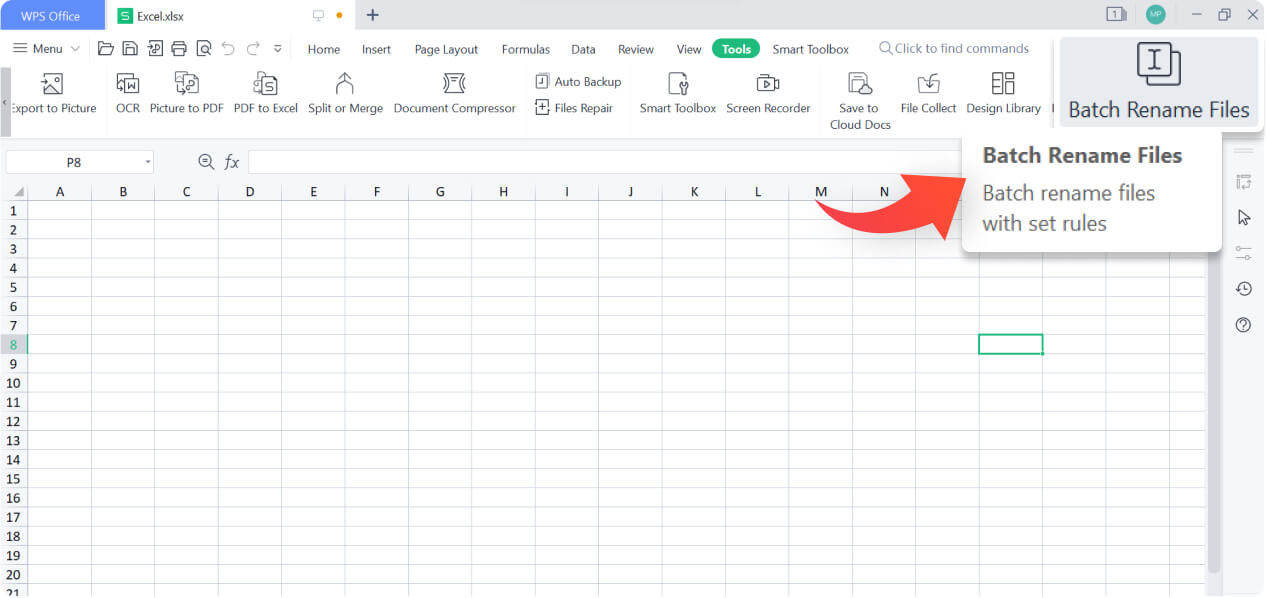 WPS Office
S Excel.xlsx
1
MP
Menu
Home Insert Page Layout Formulas Data Review View Tools Smart Toolbox Click to find commands
Export to Picture
OCR
Picture to PDF
PDF to Excel
Split or Merge
Document Compressor
Auto Backup
Files Repair
Smart Toolbox
Screen Recorder
Save to
Cloud Docs
File Collect
Design Library
Batch Rename Files
Batch Rename Files
Batch rename files
with set rules
P8
fx
A B C D E F G H I J K L M N
1
2
3
4
5
6
7
8
9
10
11
12
13
14
15
16
17
18
19
20
21